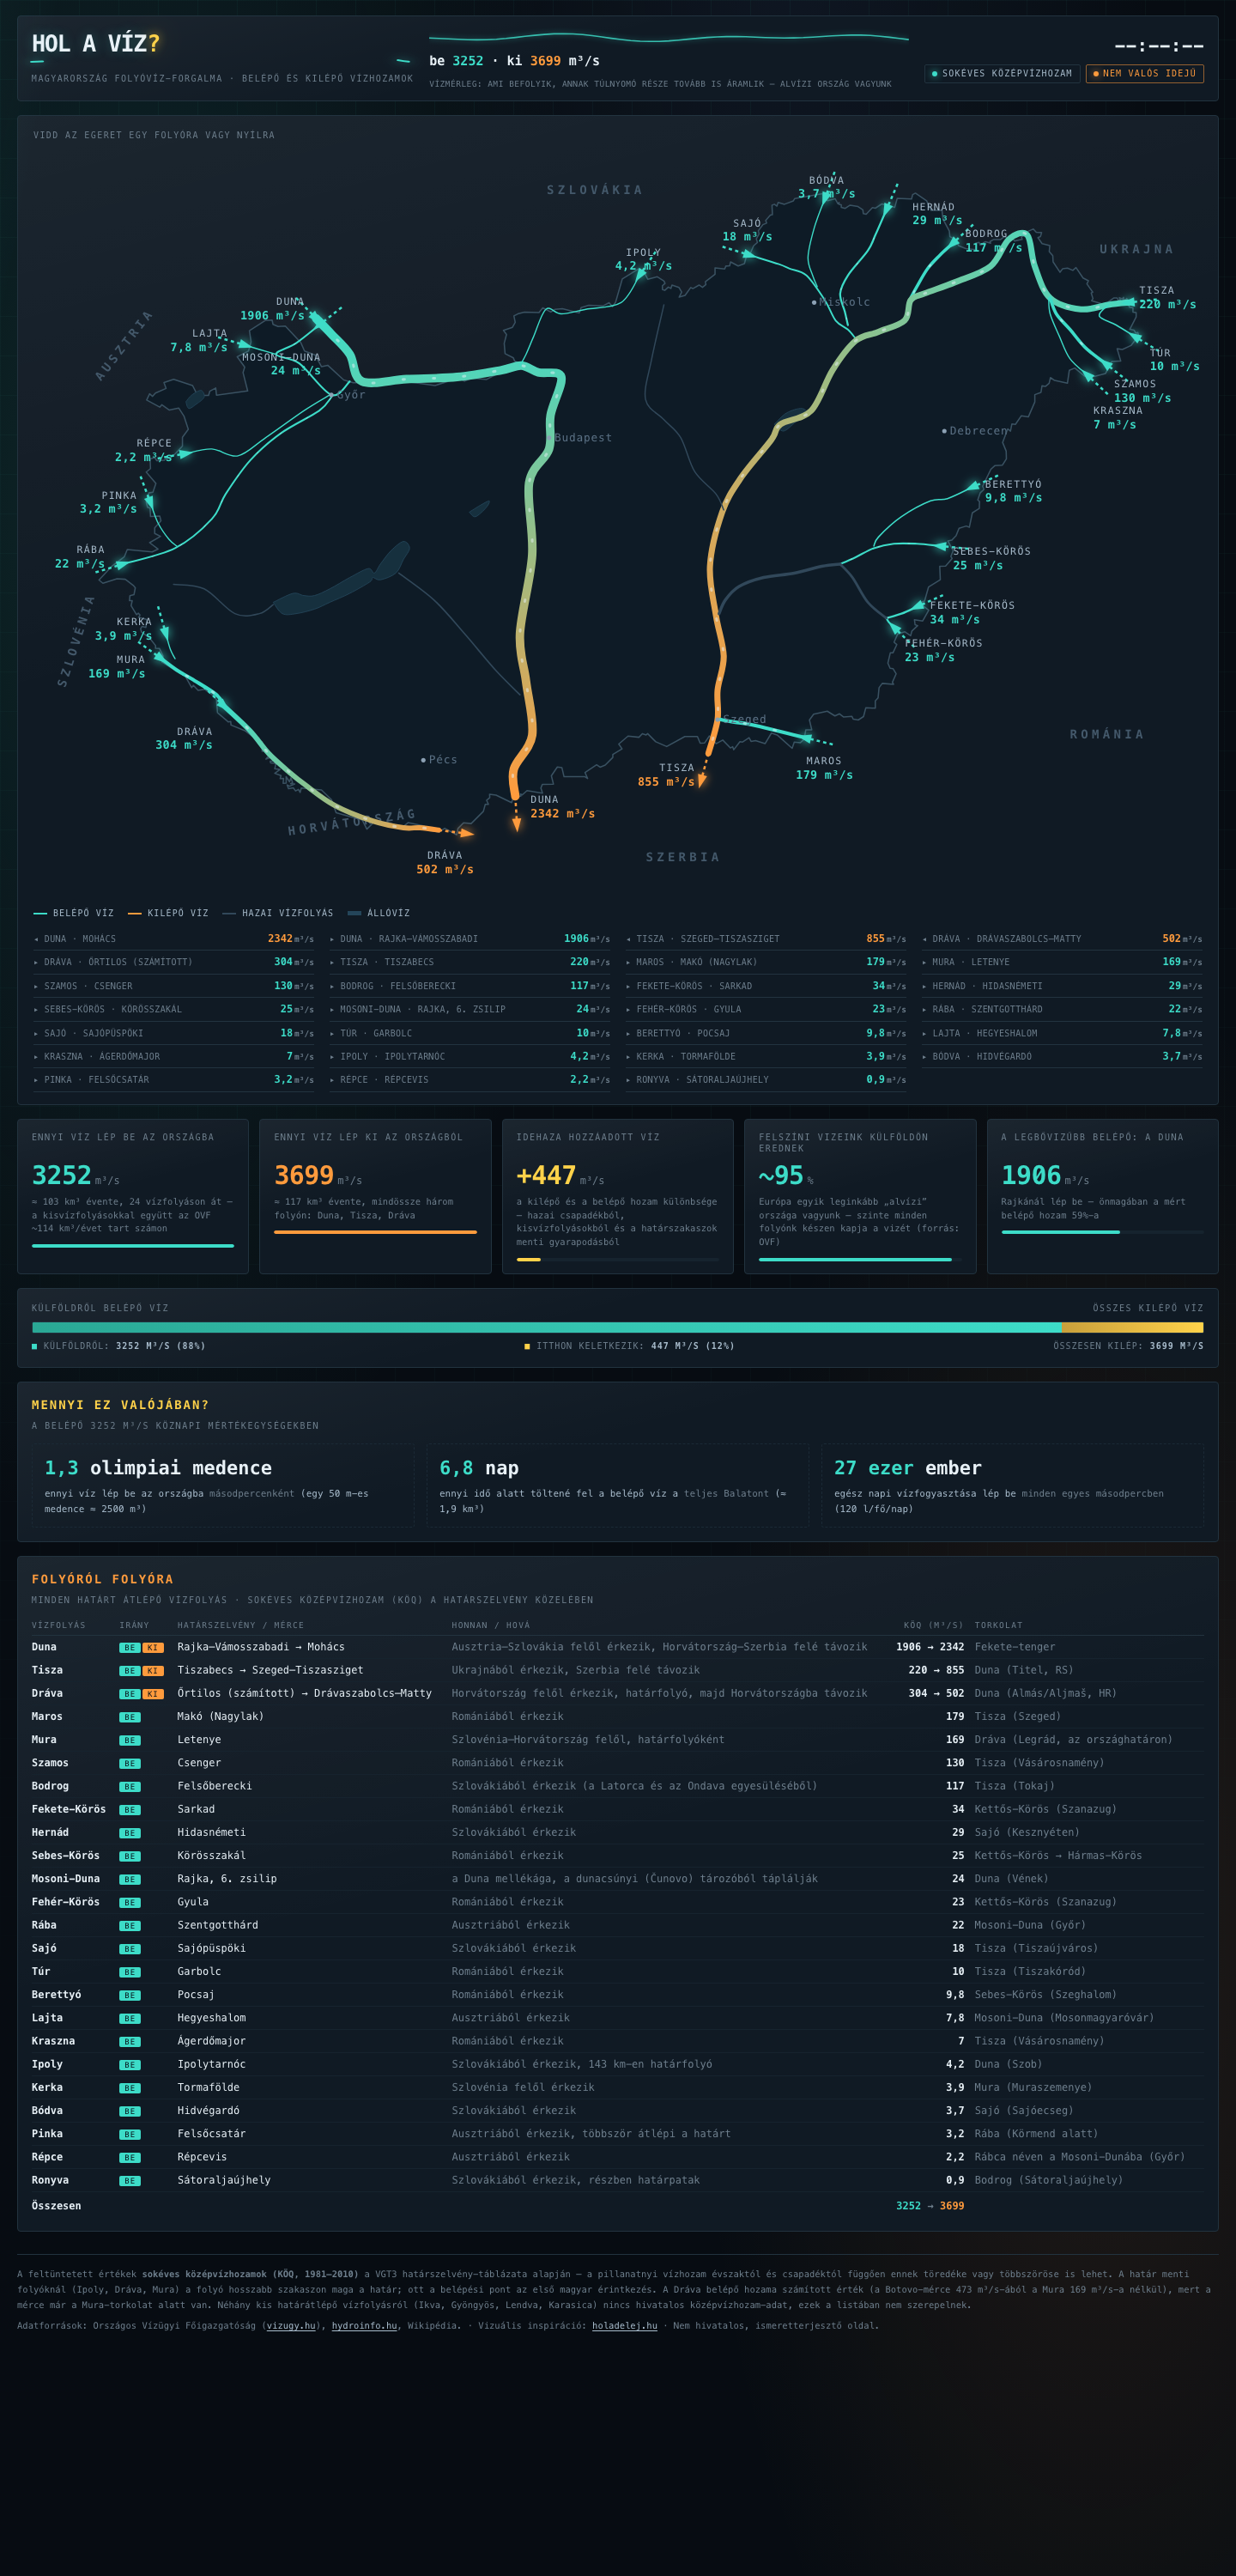 HOL A VÍZ?
MAGYARORSZÁG FOLYÓVÍZ-FORGALMA · BELÉPŐ ÉS KILÉPŐ VÍZHOZAMOK
be 3252 · ki 3699 m³/s
VÍZMÉRLEG: AMI BEFOLYIK, ANNAK TÚLNYOMÓ RÉSZE TOVÁBB IS ÁRAMLIK — ALVÍZI ORSZÁG VAGYUNK
——:——:——
SOKÉVES KÖZÉPVÍZHOZAM
NEM VALÓS IDEJŰ
VIDD AZ EGERET EGY FOLYÓRA VAGY NYÍLRA
SZLOVÁKIA
BÓDVA
3,7 m³/s
HERNÁD
29 m³/s
SAJÓ
18 m³/s
BODROG
117 m³/s
UKRAJNA
IPOLY
4,2 m³/s
TISZA
220 m³/s
Miskolc
DUNA
1906 m³/s
AUSZTRIA
LAJTA
7,8 m³/s
MOSONI-DUNA
24 m³/s
TÚR
10 m³/s
SZAMOS
130 m³/s
Győr
KRASZNA
7 m³/s
Debrecen
Budapest
RÉPCE
2,2 m³/s
BERETTYÓ
9,8 m³/s
PINKA
3,2 m³/s
RÁBA
22 m³/s
SEBES-KÖRÖS
25 m³/s
SZLOVÉNIA
FEKETE-KÖRÖS
34 m³/s
KERKA
3,9 m³/s
FEHÉR-KÖRÖS
23 m³/s
MURA
169 m³/s
Szeged
DRÁVA
304 m³/s
ROMÁNIA
Pécs
MAROS
179 m³/s
TISZA
855 m³/s
DUNA
2342 m³/s
HORVÁTORSZÁG
DRÁVA
502 m³/s
SZERBIA
BELÉPŐ VÍZ KILÉPŐ VÍZ HAZAI VÍZFOLYÁS ÁLLÓVÍZ
◂ DUNA · MOHÁCS 2342 m³/s ▸ DUNA · RAJKA–VÁMOSSZABADI 1906 m³/s ◂ TISZA · SZEGED–TISZASZIGET 855 m³/s ◂ DRÁVA · DRÁVASZABOLCS–MATTY 502 m³/s
▸ DRÁVA · ŐRTILOS (SZÁMÍTOTT) 304 m³/s ▸ TISZA · TISZABECS 220 m³/s ▸ MAROS · MAKÓ (NAGYLAK) 179 m³/s ▸ MURA · LETENYE 169 m³/s
▸ SZAMOS · CSENGER 130 m³/s ▸ BODROG · FELSŐBERECKI 117 m³/s ▸ FEKETE-KÖRÖS · SARKAD 34 m³/s ▸ HERNÁD · HIDASNÉMETI 29 m³/s
▸ SEBES-KÖRÖS · KÖRÖSSZAKÁL 25 m³/s ▸ MOSONI-DUNA · RAJKA, 6. ZSILIP 24 m³/s ▸ FEHÉR-KÖRÖS · GYULA 23 m³/s ▸ RÁBA · SZENTGOTTHÁRD 22 m³/s
▸ SAJÓ · SAJÓPÜSPÖKI 18 m³/s ▸ TÚR · GARBOLC 10 m³/s ▸ BERETTYÓ · POCSAJ 9,8 m³/s ▸ LAJTA · HEGYESHALOM 7,8 m³/s
▸ KRASZNA · ÁGERDŐMAJOR 7 m³/s ▸ IPOLY · IPOLYTARNÓC 4,2 m³/s ▸ KERKA · TORMAFÖLDE 3,9 m³/s ▸ BÓDVA · HIDVÉGARDÓ 3,7 m³/s
▸ PINKA · FELSŐCSATÁR 3,2 m³/s ▸ RÉPCE · RÉPCEVIS 2,2 m³/s ▸ RONYVA · SÁTORALJAÚJHELY 0,9 m³/s
ENNYI VÍZ LÉP BE AZ ORSZÁGBA
3252 m³/s
≈ 103 km³ évente, 24 vízfolyáson át —
a kisvízfolyásokkal együtt az OVF
~114 km³/évet tart számon
ENNYI VÍZ LÉP KI AZ ORSZÁGBÓL
3699 m³/s
≈ 117 km³ évente, mindössze három
folyón: Duna, Tisza, Dráva
IDEHAZA HOZZÁADOTT VÍZ
+447 m³/s
a kilépő és a belépő hozam különbsége
— hazai csapadékból,
kisvízfolyásokból és a határszakaszok
menti gyarapodásból
FELSZÍNI VIZEINK KÜLFÖLDÖN
EREDNEK
~95 %
Európa egyik leginkább „alvízi”
országa vagyunk — szinte minden
folyónk készen kapja a vizét (forrás:
OVF)
A LEGBŐVIZŰBB BELÉPŐ: A DUNA
1906 m³/s
Rajkánál lép be — önmagában a mért
belépő hozam 59%-a
KÜLFÖLDRŐL BELÉPŐ VÍZ ÖSSZES KILÉPŐ VÍZ
KÜLFÖLDRŐL: 3252 M³/S (88%) ITTHON KELETKEZIK: 447 M³/S (12%) ÖSSZESEN KILÉP: 3699 M³/S
MENNYI EZ VALÓJÁBAN?
A BELÉPŐ 3252 M³/S KÖZNAPI MÉRTÉKEGYSÉGEKBEN
1,3 olimpiai medence
ennyi víz lép be az országba másodpercenként (egy 50 m-es
medence ≈ 2500 m³)
6,8 nap
ennyi idő alatt töltené fel a belépő víz a teljes Balatont (≈
1,9 km³)
27 ezer ember
egész napi vízfogyasztása lép be minden egyes másodpercben
(120 l/fő/nap)
FOLYÓRÓL FOLYÓRA
MINDEN HATÁRT ÁTLÉPŐ VÍZFOLYÁS · SOKÉVES KÖZÉPVÍZHOZAM (KÖQ) A HATÁRSZELVÉNY KÖZELÉBEN
VÍZFOLYÁS IRÁNY HATÁRSZELVÉNY / MÉRCE HONNAN / HOVÁ KÖQ (M³/S) TORKOLAT
Duna BE KI Rajka–Vámosszabadi → Mohács Ausztria–Szlovákia felől érkezik, Horvátország–Szerbia felé távozik 1906 → 2342 Fekete-tenger
Tisza BE KI Tiszabecs → Szeged–Tiszasziget Ukrajnából érkezik, Szerbia felé távozik 220 → 855 Duna (Titel, RS)
Dráva BE KI Őrtilos (számított) → Drávaszabolcs–Matty Horvátország felől érkezik, határfolyó, majd Horvátországba távozik 304 → 502 Duna (Almás/Aljmaš, HR)
Maros BE Makó (Nagylak) Romániából érkezik 179 Tisza (Szeged)
Mura BE Letenye Szlovénia–Horvátország felől, határfolyóként 169 Dráva (Legrád, az országhatáron)
Szamos BE Csenger Romániából érkezik 130 Tisza (Vásárosnamény)
Bodrog BE Felsőberecki Szlovákiából érkezik (a Latorca és az Ondava egyesüléséből) 117 Tisza (Tokaj)
Fekete-Körös BE Sarkad Romániából érkezik 34 Kettős-Körös (Szanazug)
Hernád BE Hidasnémeti Szlovákiából érkezik 29 Sajó (Kesznyéten)
Sebes-Körös BE Körösszakál Romániából érkezik 25 Kettős-Körös → Hármas-Körös
Mosoni-Duna BE Rajka, 6. zsilip a Duna mellékága, a dunacsúnyi (Čunovo) tározóból táplálják 24 Duna (Vének)
Fehér-Körös BE Gyula Romániából érkezik 23 Kettős-Körös (Szanazug)
Rába BE Szentgotthárd Ausztriából érkezik 22 Mosoni-Duna (Győr)
Sajó BE Sajópüspöki Szlovákiából érkezik 18 Tisza (Tiszaújváros)
Túr BE Garbolc Romániából érkezik 10 Tisza (Tiszakóród)
Berettyó BE Pocsaj Romániából érkezik 9,8 Sebes-Körös (Szeghalom)
Lajta BE Hegyeshalom Ausztriából érkezik 7,8 Mosoni-Duna (Mosonmagyaróvár)
Kraszna BE Ágerdőmajor Romániából érkezik 7 Tisza (Vásárosnamény)
Ipoly BE Ipolytarnóc Szlovákiából érkezik, 143 km-en határfolyó 4,2 Duna (Szob)
Kerka BE Tormafölde Szlovénia felől érkezik 3,9 Mura (Muraszemenye)
Bódva BE Hidvégardó Szlovákiából érkezik 3,7 Sajó (Sajóecseg)
Pinka BE Felsőcsatár Ausztriából érkezik, többször átlépi a határt 3,2 Rába (Körmend alatt)
Répce BE Répcevis Ausztriából érkezik 2,2 Rábca néven a Mosoni-Dunába (Győr)
Ronyva BE Sátoraljaújhely Szlovákiából érkezik, részben határpatak 0,9 Bodrog (Sátoraljaújhely)
Összesen 3252 → 3699
A feltüntetett értékek sokéves középvízhozamok (KÖQ, 1981–2010) a VGT3 határszelvény-táblázata alapján — a pillanatnyi vízhozam évszaktól és csapadéktól függően ennek töredéke vagy többszöröse is lehet. A határ menti
folyóknál (Ipoly, Dráva, Mura) a folyó hosszabb szakaszon maga a határ; ott a belépési pont az első magyar érintkezés. A Dráva belépő hozama számított érték (a Botovo-mérce 473 m³/s-ából a Mura 169 m³/s-a nélkül), mert a
mérce már a Mura-torkolat alatt van. Néhány kis határátlépő vízfolyásról (Ikva, Gyöngyös, Lendva, Karasica) nincs hivatalos középvízhozam-adat, ezek a listában nem szerepelnek.
Adatforrások: Országos Vízügyi Főigazgatóság (vizugy.hu), hydroinfo.hu, Wikipédia. · Vizuális inspiráció: holadelej.hu · Nem hivatalos, ismeretterjesztő oldal.